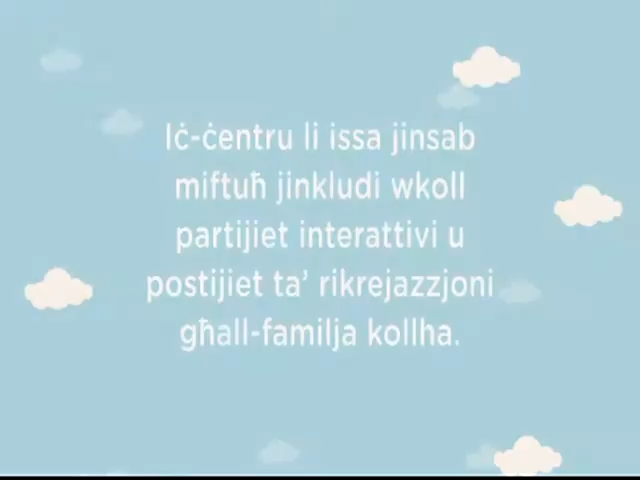 Iċ-ċentru li issa jinsab
miftuħ jinkludi wkoll
partijiet interattivi u
postijiet ta’ rikrejazzjoni
għall-familja kollha.